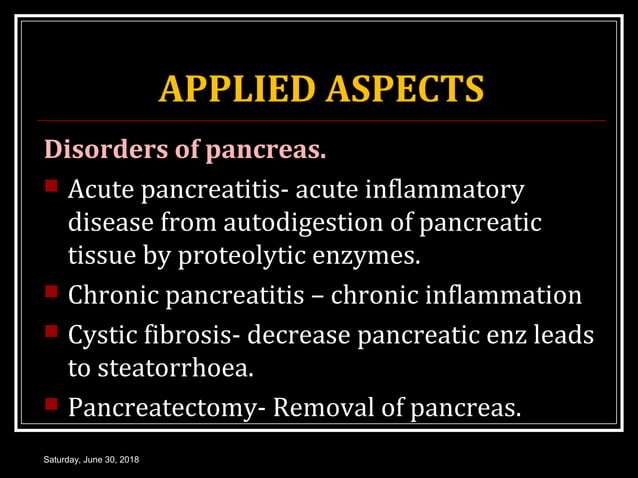 APPLIED ASPECTS
Disorders of pancreas.
Acute pancreatitis- acute inflammatory
disease from autodigestion of pancreatic
tissue by proteolytic enzymes.
Chronic pancreatitis – chronic inflammation
Cystic fibrosis- decrease pancreatic enz leads
to steatorrhoea.
Pancreatectomy- Removal of pancreas.
Saturday, June 30, 2018